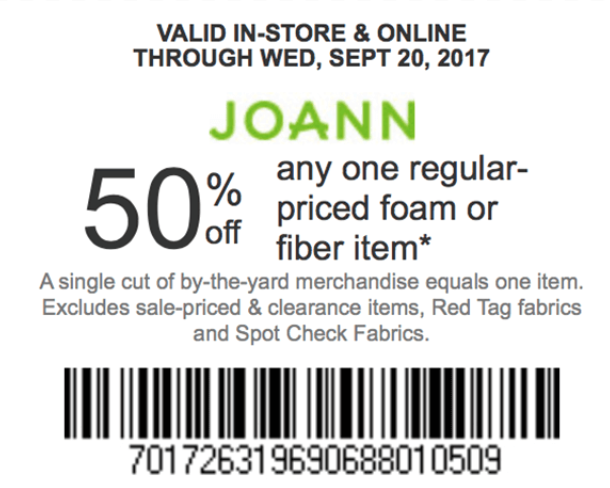 VALID IN-STORE & ONLINE
THROUGH WED, SEPT 20, 2017
JOANN
50% off
any one regular-
priced foam or
fiber item*
A single cut of by-the-yard merchandise equals one item.
Excludes sale-priced & clearance items, Red Tag fabrics
and Spot Check Fabrics.
701726319690688010509